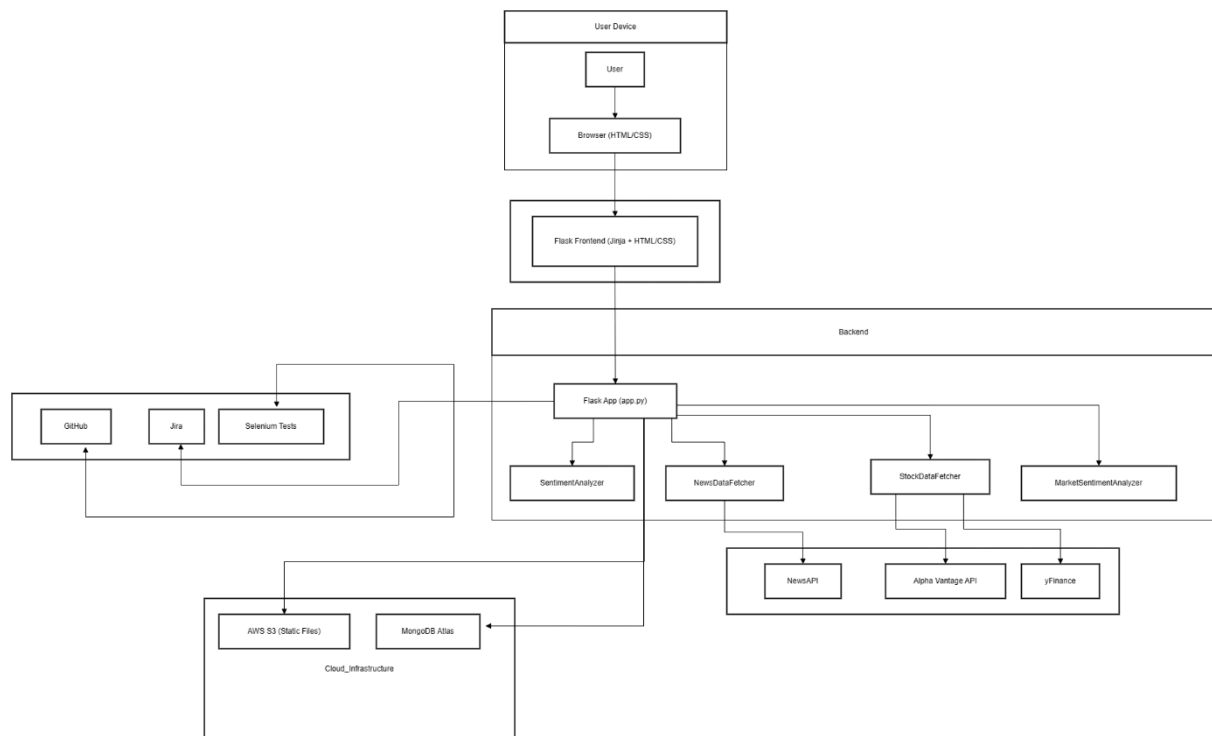 User Device
User
Browser (HTML/CSS)
Flask Frontend (Jinja + HTML/CSS)
Backend
Flask App (app.py)
GitHub
Jira
Selenium Tests
SentimentAnalyzer
NewsDataFetcher
StockDataFetcher
MarketSentimentAnalyzer
NewsAPI
Alpha Vantage API
yFinance
AWS S3 (Static Files)
MongoDB Atlas
Cloud_Infrastructure